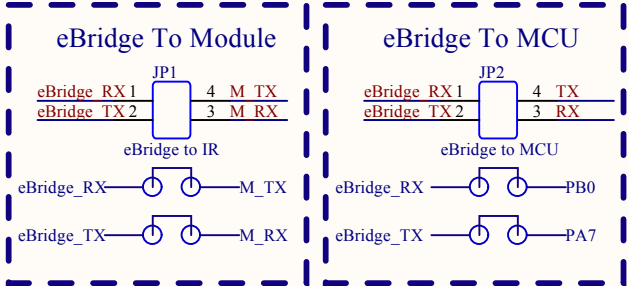 eBridge To Module
JP1
eBridge_RX 1 4 M_TX
eBridge_TX 2 3 M_RX
eBridge to IR
eBridge_RX M_TX
eBridge_TX M_RX
eBridge To MCU
JP2
eBridge_RX 1 4 TX
eBridge_TX 2 3 RX
eBridge to MCU
eBridge_RX PB0
eBridge_TX PA7